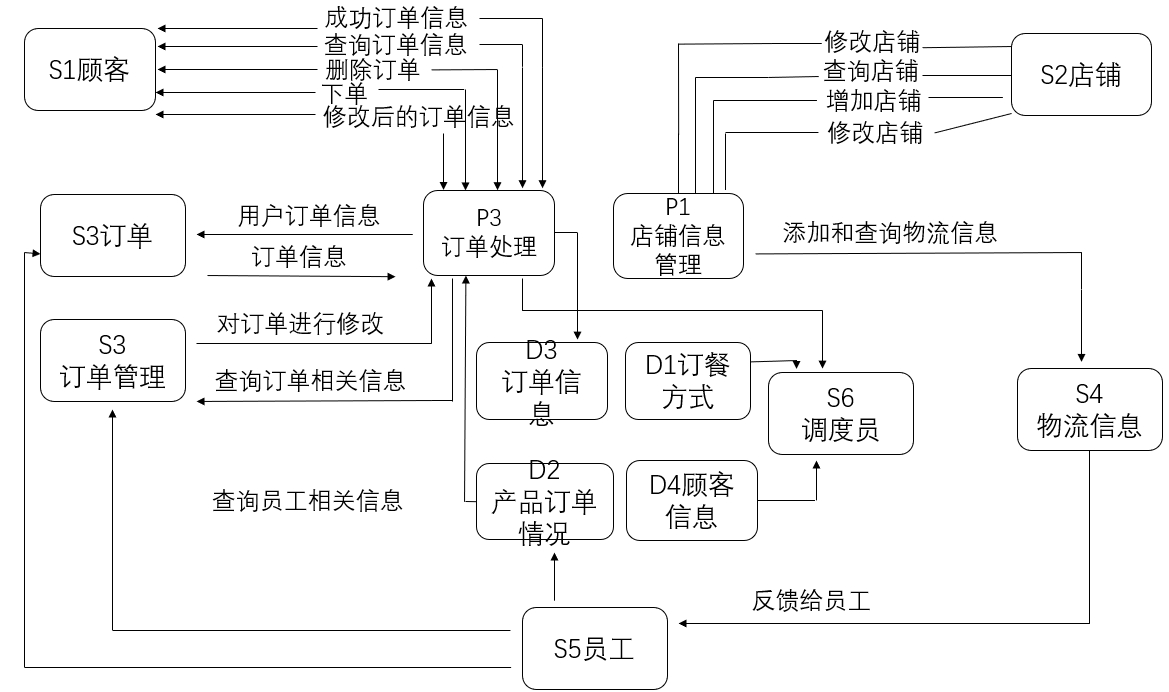 成功订单信息
查询订单信息
删除订单
下单
修改后的订单信息
S1顾客
修改店铺
查询店铺
增加店铺
修改店铺
S2店铺
S3订单
用户订单信息
订单信息
P3
订单处理
P1
店铺信息
管理
添加和查询物流信息
S3
订单管理
对订单进行修改
查询订单相关信息
D3
订单信
息
D1订餐
方式
S6
调度员
S4
物流信息
查询员工相关信息
D2
产品订单
情况
D4顾客
信息
反馈给员工
S5员工